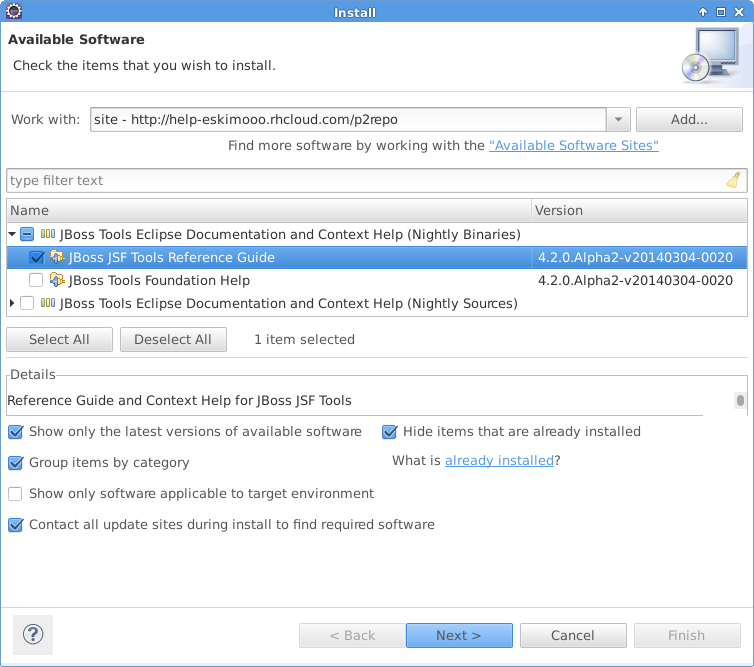 Install
Available Software
Check the items that you wish to install.
Work with: site - http://help-eskimooo.rhcloud.com/p2repo Add...
Find more software by working with the "Available Software Sites"
type filter text
Name Version
JBoss Tools Eclipse Documentation and Context Help (Nightly Binaries)
JBoss JSF Tools Reference Guide 4.2.0.Alpha2-v20140304-0020
JBoss Tools Foundation Help 4.2.0.Alpha2-v20140304-0020
JBoss Tools Eclipse Documentation and Context Help (Nightly Sources)
Select All Deselect All 1 item selected
Details
Reference Guide and Context Help for JBoss JSF Tools
Show only the latest versions of available software Hide items that are already installed
Group items by category What is already installed?
Show only software applicable to target environment
Contact all update sites during install to find required software
? < Back Next > Cancel Finish